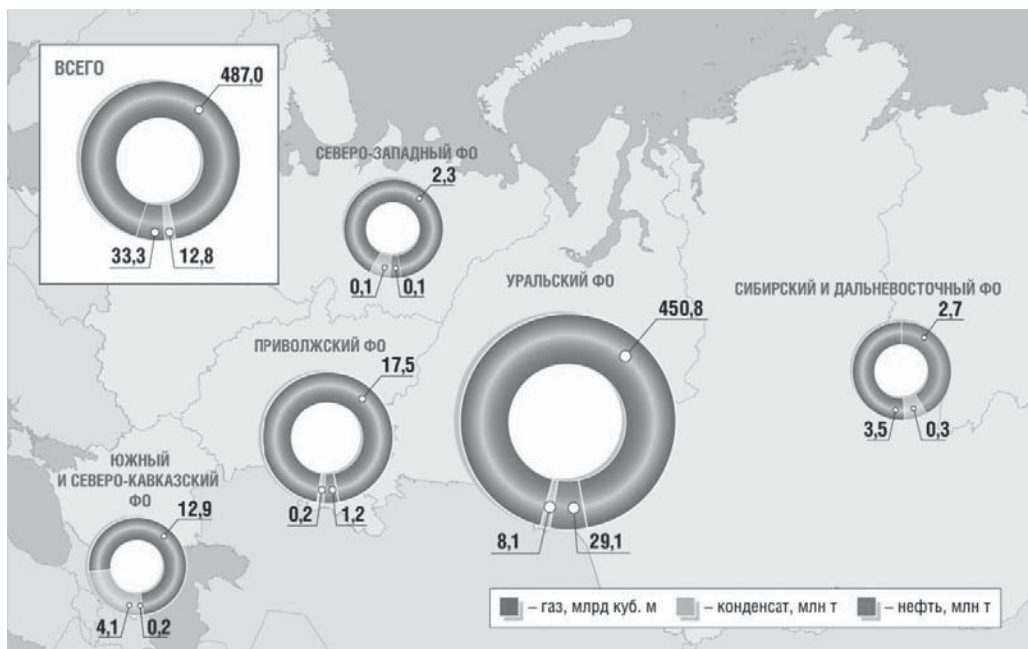 ВСЕГО
487,0
33,3
12,8
СЕВЕРО-ЗАПАДНЫЙ ФО
2,3
0,1
0,1
УРАЛЬСКИЙ ФО
450,8
8,1
29,1
СИБИРСКИЙ И ДАЛЬНЕВОСТОЧНЫЙ ФО
2,7
3,5
0,3
ПРИВОЛЖСКИЙ ФО
17,5
0,2
1,2
ЮЖНЫЙ
И СЕВЕРО-КАВКАЗСКИЙ
ФО
12,9
4,1
0,2
– газ, млрд куб. м – конденсат, млн т – нефть, млн т